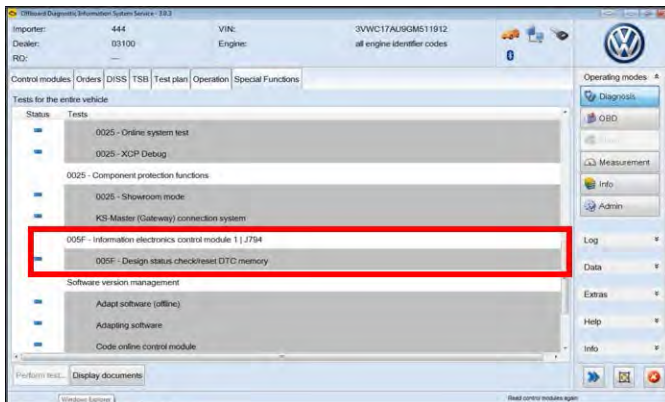 Offboard Diagnostic Information System Service - 3.0.3
Importer: 444 VIN: 3VWC17AU9GM511912
Dealer: 03100 Engine: all engine identifier codes
RO: ---
Control modules Orders DISS TSB Test plan Operation Special Functions
Operating modes
Tests for the entire vehicle
Diagnosis
Status Tests
OBD
0025 - Online system test
0025 - XCP Debug
Measurement
0025 - Component protection functions
Info
0025 - Showroom mode
Admin
KS-Master (Gateway) connection system
005F - Information electronics control module 1 | J794
Log
005F - Design status check/reset DTC memory
Data
Software version management
Adapt software (offline)
Extras
Adapting software
Help
Code online control module
Info
Perform test... Display documents
Windows Explorer
Read control modules again